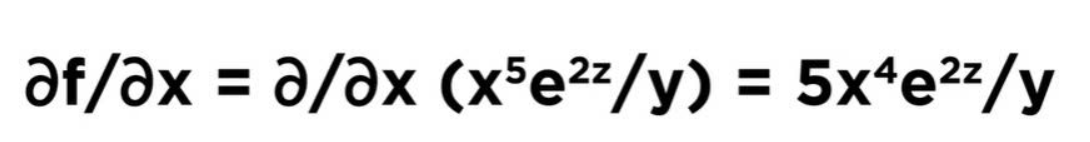 ∂f/∂x = ∂/∂x (x⁵e²ᶻ/y) = 5x⁴e²ᶻ/y